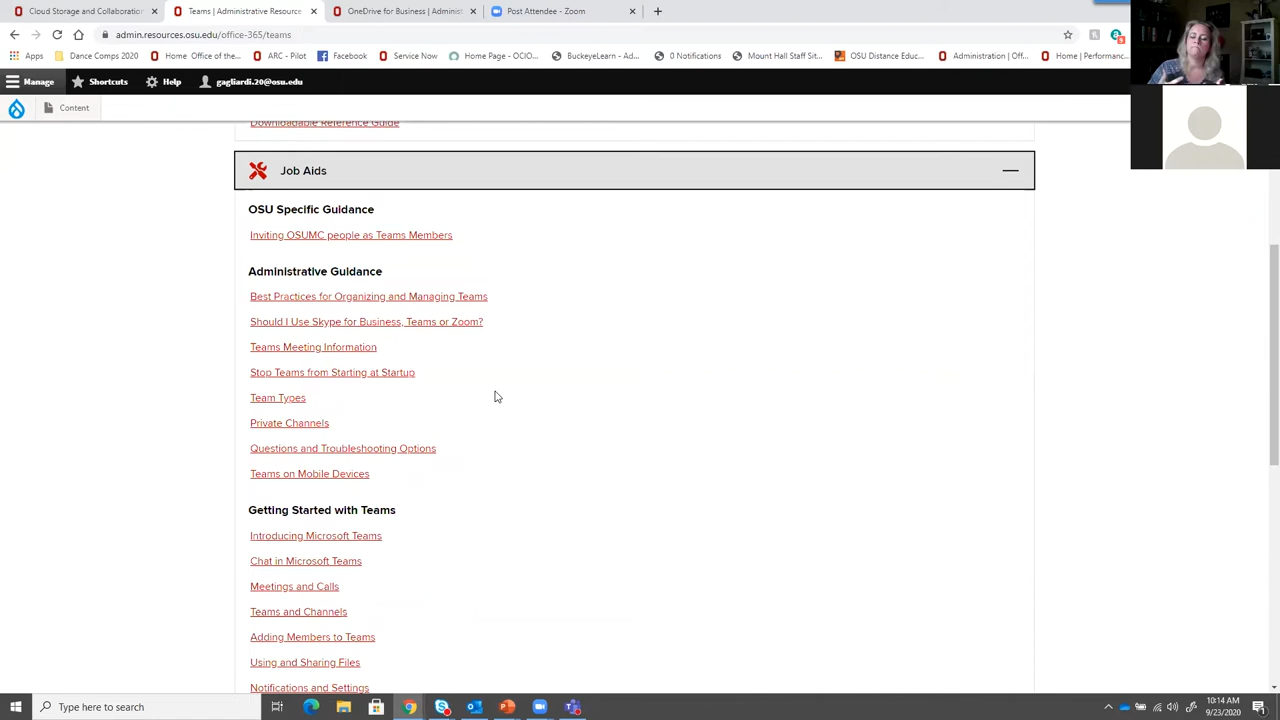 Cloud Storage and Collaboration
Teams | Administrative Resource
OneDrive for Business | Administ
Post Attendee - Zoom
admin.resources.osu.edu/office-365/teams
Apps
Dance Comps 2020
Home Office of the...
ARC - Pilot
Facebook
Service Now
Home Page - OCIO...
BuckeyeLearn - Ad...
0 Notifications
Mount Hall Staff Sit...
OSU Distance Educ...
Administration | Off...
Home | Performanc...
Manage
Shortcuts
Help
gagliardi.20@osu.edu
Content
Downloadable Reference Guide
Job Aids
OSU Specific Guidance
Inviting OSUMC people as Teams Members
Administrative Guidance
Best Practices for Organizing and Managing Teams
Should I Use Skype for Business, Teams or Zoom?
Teams Meeting Information
Stop Teams from Starting at Startup
Team Types
Private Channels
Questions and Troubleshooting Options
Teams on Mobile Devices
Getting Started with Teams
Introducing Microsoft Teams
Chat in Microsoft Teams
Meetings and Calls
Teams and Channels
Adding Members to Teams
Using and Sharing Files
Notifications and Settings
Type here to search
10:14 AM
9/23/2020